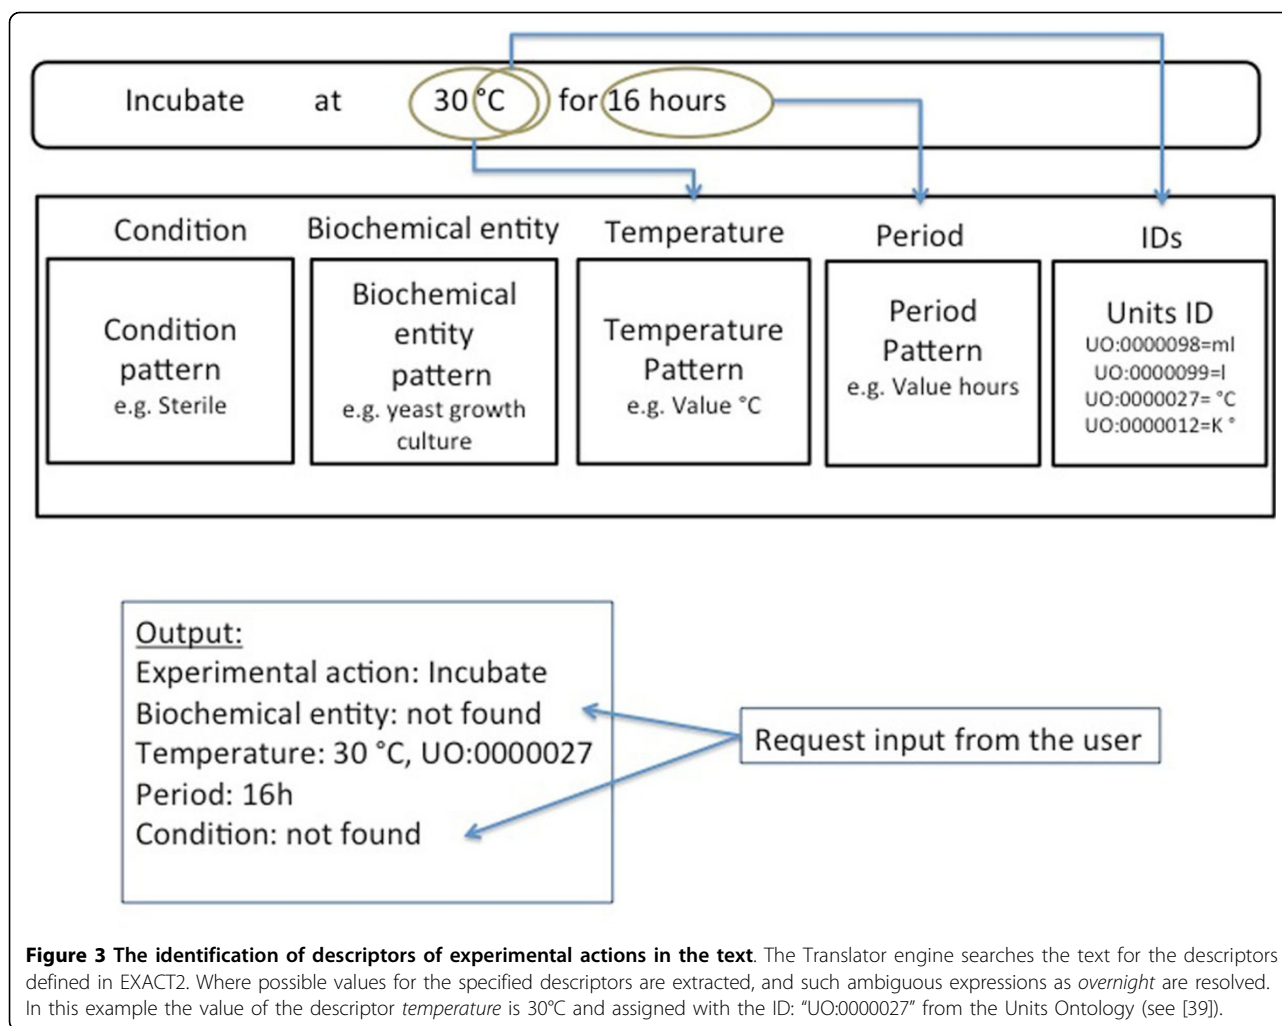 Incubate at 30 °C for 16 hours
Condition Biochemical entity Temperature Period IDs
Condition
pattern
e.g. Sterile
Biochemical
entity
pattern
e.g. yeast growth
culture
Temperature
Pattern
e.g. Value °C
Period
Pattern
e.g. Value hours
Units ID
UO:0000098=ml
UO:0000099=l
UO:0000027= °C
UO:0000012=K °
Output:
Experimental action: Incubate
Biochemical entity: not found
Temperature: 30 °C, UO:0000027
Period: 16h
Condition: not found
Request input from the user
Figure 3 The identification of descriptors of experimental actions in the text. The Translator engine searches the text for the descriptors
defined in EXACT2. Where possible values for the specified descriptors are extracted, and such ambiguous expressions as overnight are resolved.
In this example the value of the descriptor temperature is 30°C and assigned with the ID: “UO:0000027” from the Units Ontology (see [39]).